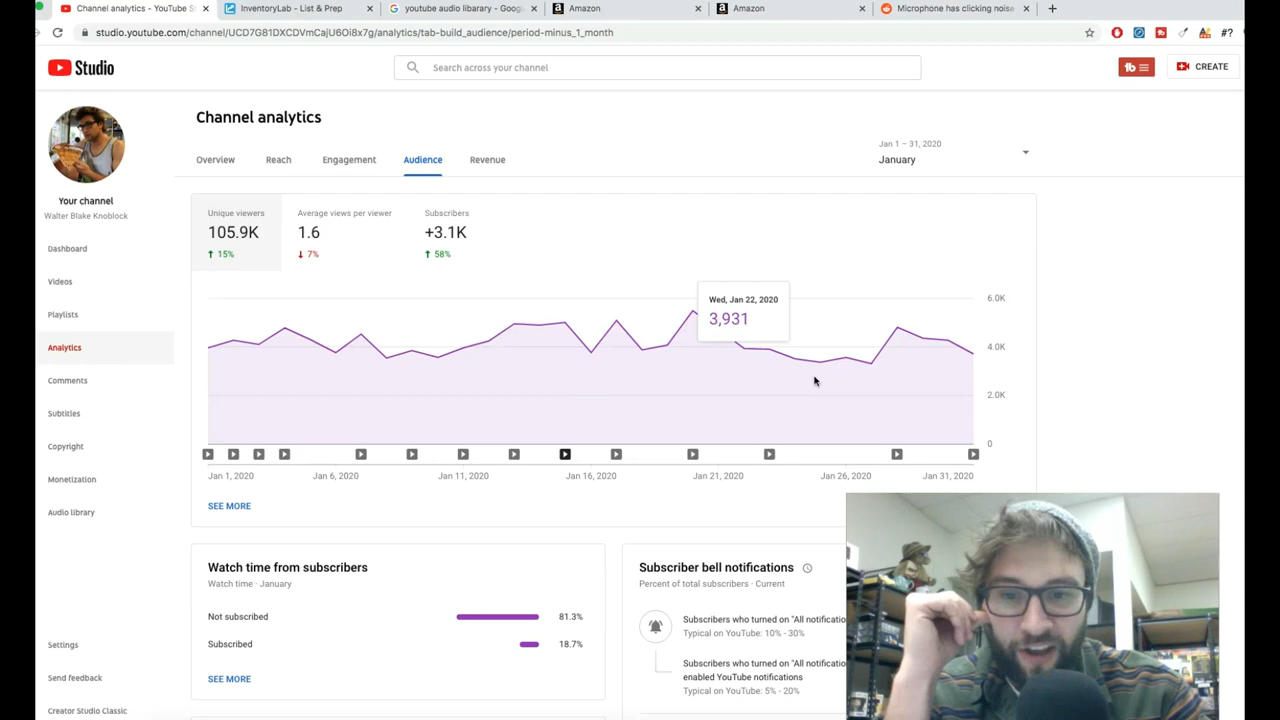 Channel analytics - YouTube S
InventoryLab - List & Prep
youtube audio libarary - Goog
Amazon
Amazon
Microphone has clicking noise
studio.youtube.com/channel/UCD7G81DXCDVmCajU6Oi8x7g/analytics/tab-build_audience/period-minus_1_month
#?
Studio
Search across your channel
tb
CREATE
Channel analytics
Overview
Reach
Engagement
Audience
Revenue
Jan 1 – 31, 2020
January
Your channel
Walter Blake Knoblock
Dashboard
Videos
Playlists
Analytics
Comments
Subtitles
Copyright
Monetization
Audio library
Settings
Send feedback
Creator Studio Classic
Unique viewers
105.9K
15%
Average views per viewer
1.6
7%
Subscribers
+3.1K
58%
Wed, Jan 22, 2020
3,931
6.0K
4.0K
2.0K
0
Jan 1, 2020
Jan 6, 2020
Jan 11, 2020
Jan 16, 2020
Jan 21, 2020
Jan 26, 2020
Jan 31, 2020
SEE MORE
Watch time from subscribers
Watch time · January
Not subscribed
81.3%
Subscribed
18.7%
SEE MORE
Subscriber bell notifications
Percent of total subscribers · Current
Subscribers who turned on "All notificatio
Typical on YouTube: 10% - 30%
Subscribers who turned on "All notificatio
enabled YouTube notifications
Typical on YouTube: 5% - 20%